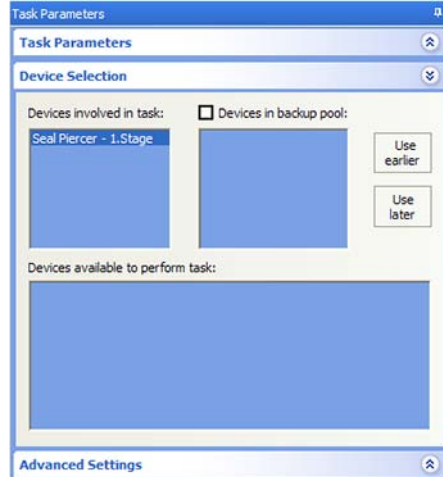 Task Parameters
Task Parameters
Device Selection
Devices involved in task:
Devices in backup pool:
Seal Piercer - 1.Stage
Use
earlier
Use
later
Devices available to perform task:
Advanced Settings